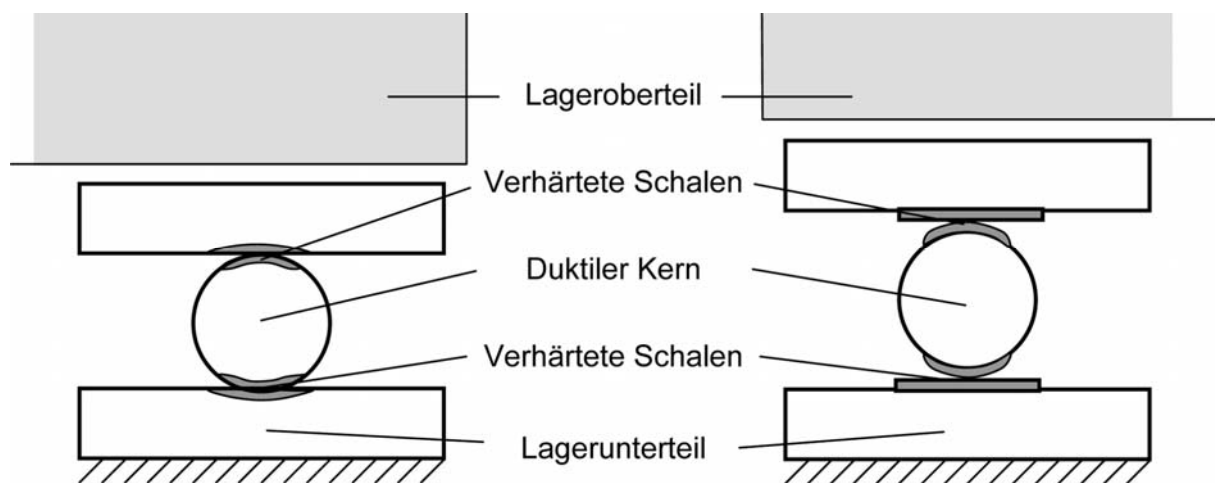 Lageroberteil
Verhärtete Schalen
Duktiler Kern
Verhärtete Schalen
Lagerunterteil